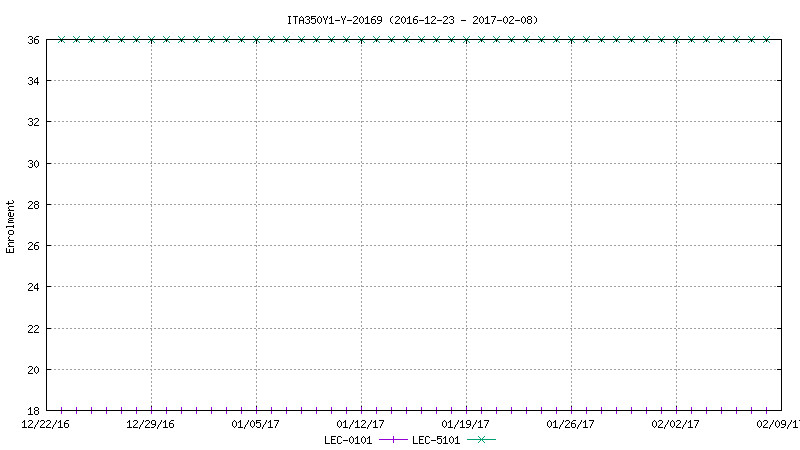 ITA350Y1-Y-20169 (2016-12-23 - 2017-02-08)
36
34
32
30
28
26
24
22
20
18
Enrolment
12/22/16 12/29/16 01/05/17 01/12/17 01/19/17 01/26/17 02/02/17 02/09/1
LEC-0101 LEC-5101